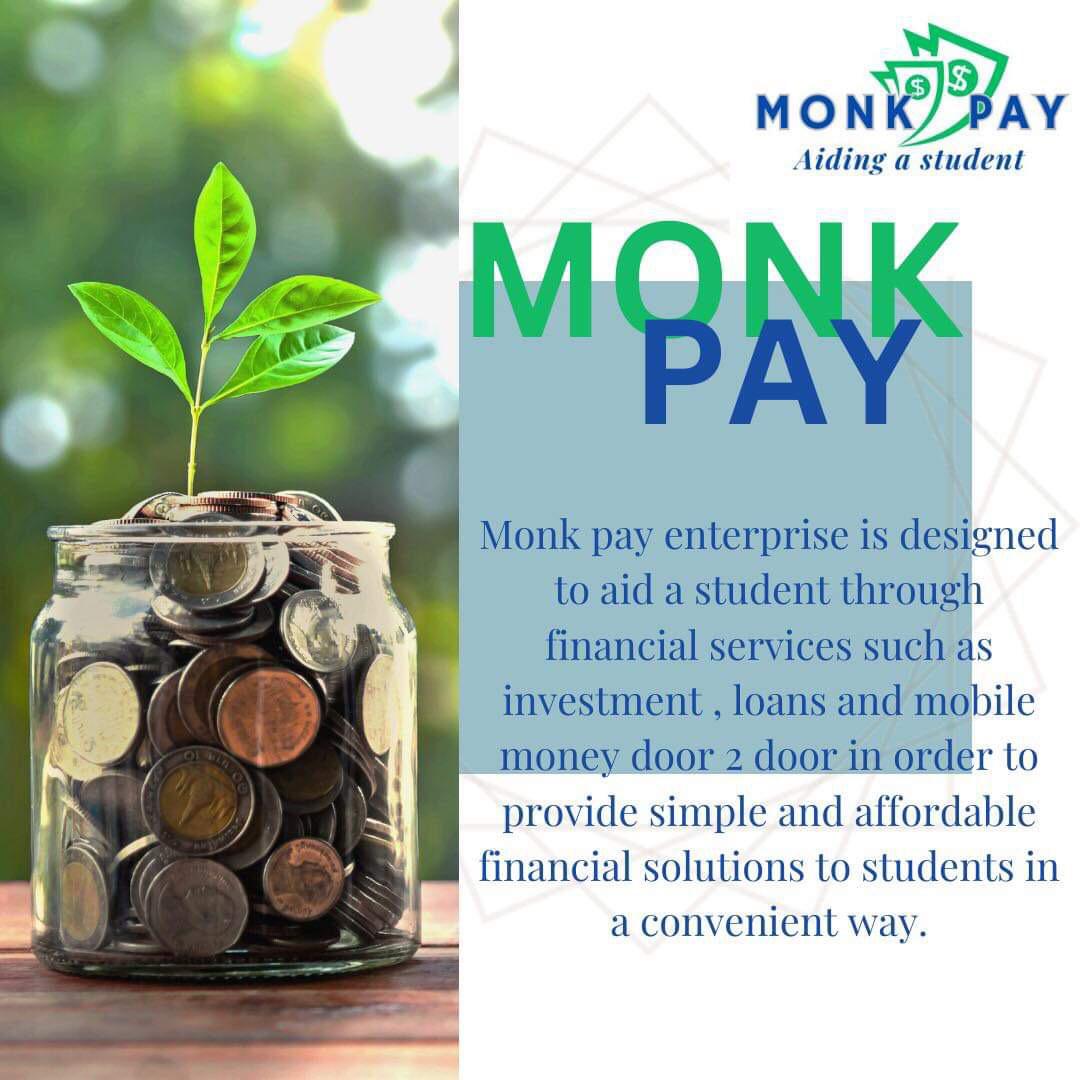 MONK PAY
Aiding a student
MONK
PAY
Monk pay enterprise is designed
to aid a student through
financial services such as
investment , loans and mobile
money door 2 door in order to
provide simple and affordable
financial solutions to students in
a convenient way.